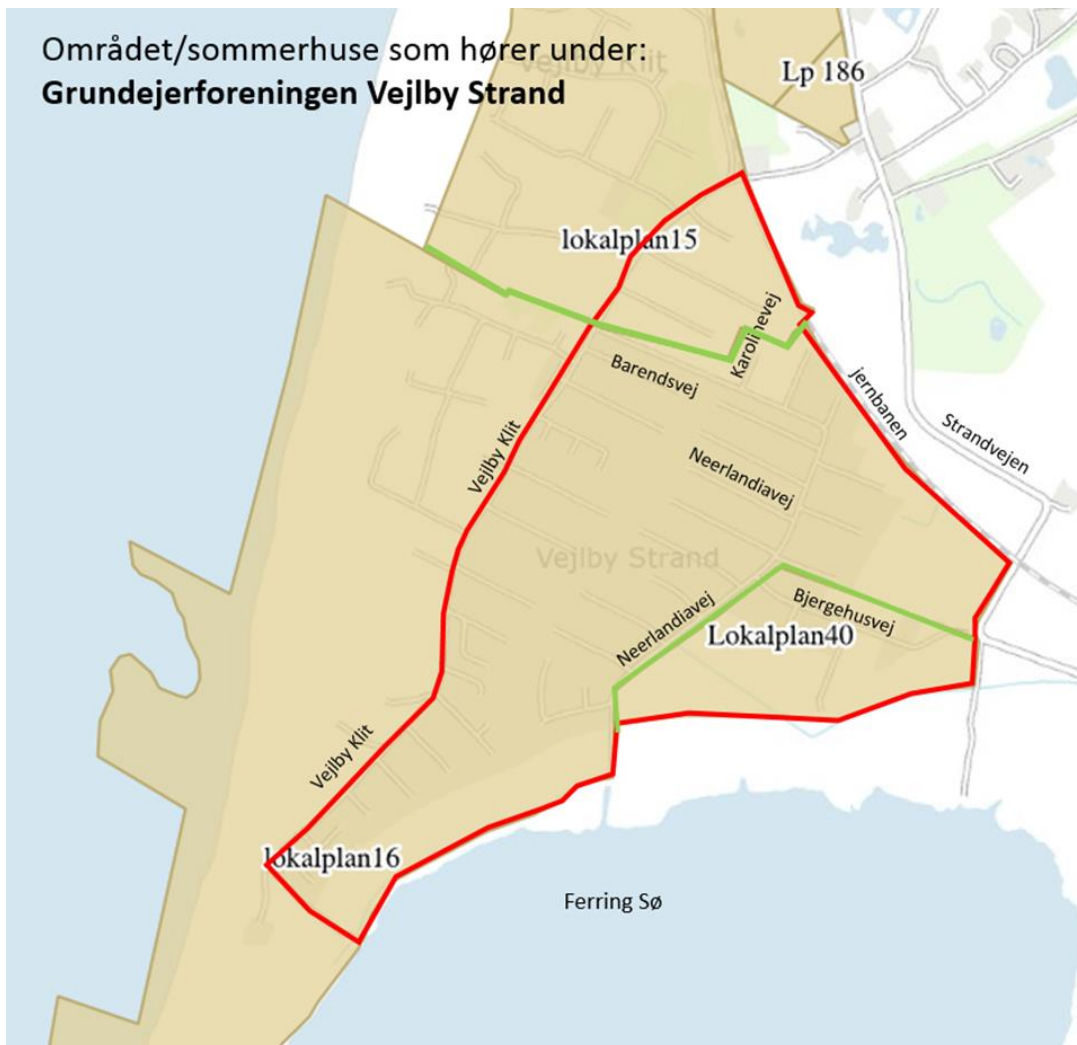 Området/sommerhuse som hører under:
Grundejerforeningen Vejlby Strand
Vejlby Klit
Lp 186
lokalplan15
Karolinevej
Barendsvej
jernbanen
Strandvejen
Vejlby Klit
Neerlandiavej
Vejlby Strand
Bjergehusvej
Neerlandiavej
Lokalplan40
Vejlby Klit
lokalplan16
Ferring Sø